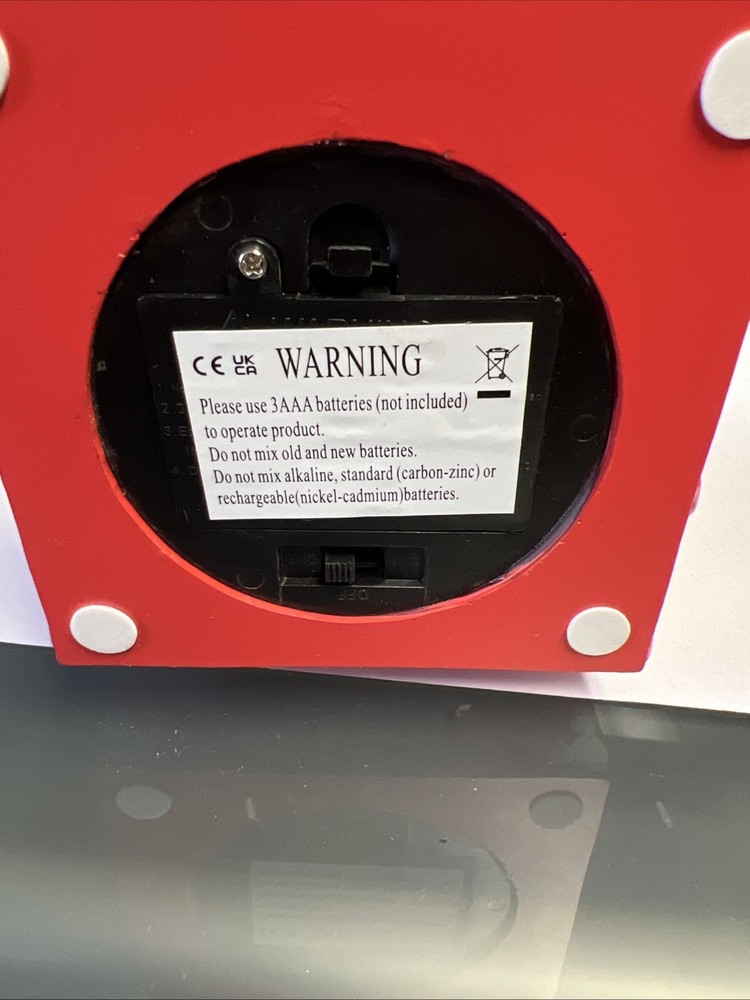 CE UK CA WARNING
Please use 3AAA batteries (not included)
to operate product.
Do not mix old and new batteries.
Do not mix alkaline, standard (carbon-zinc) or
rechargeable(nickel-cadmium)batteries.
OFF